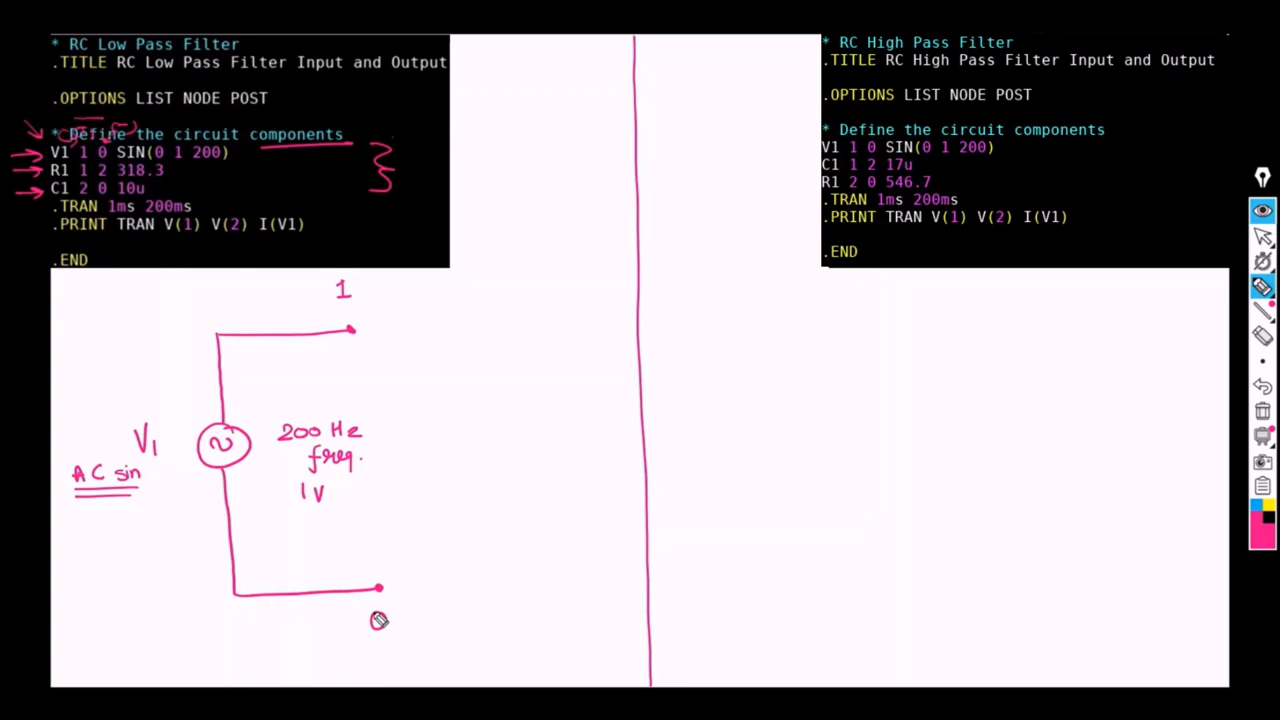 * RC Low Pass Filter
.TITLE RC Low Pass Filter Input and Output
.OPTIONS LIST NODE POST
* Define the circuit components
V1 1 0 SIN(0 1 200)
R1 1 2 318.3
C1 2 0 10u
.TRAN 1ms 200ms
.PRINT TRAN V(1) V(2) I(V1)
.END
* RC High Pass Filter
.TITLE RC High Pass Filter Input and Output
.OPTIONS LIST NODE POST
* Define the circuit components
V1 1 0 SIN(0 1 200)
C1 1 2 17u
R1 2 0 546.7
.TRAN 1ms 200ms
.PRINT TRAN V(1) V(2) I(V1)
.END
1
V1
AC sin
200 Hz
freq.
1V
0